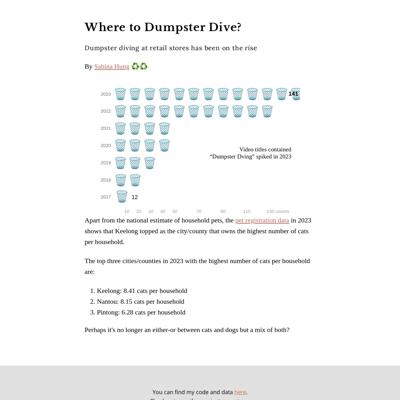 Where to Dumpster Dive?
Dumpster diving at retail stores has been on the rise
By Sabina Hung
2023 141
2022
2021
2020
2019
2018
2017 12
Video titles contained
"Dumpster Dving" spiked in 2023
10 20 30 40 50 70 90 110 130 counts
Apart from the national estimate of household pets, the pet registration data in 2023
shows that Keelong topped as the city/county that owns the highest number of cats
per household.
The top three cities/counties in 2023 with the highest number of cats per household
are:
1. Keelong: 8.41 cats per household
2. Nantou: 8.15 cats per household
3. Pintong: 6.28 cats per household
Perhaps it's no longer an either-or between cats and dogs but a mix of both?
You can find my code and data here.